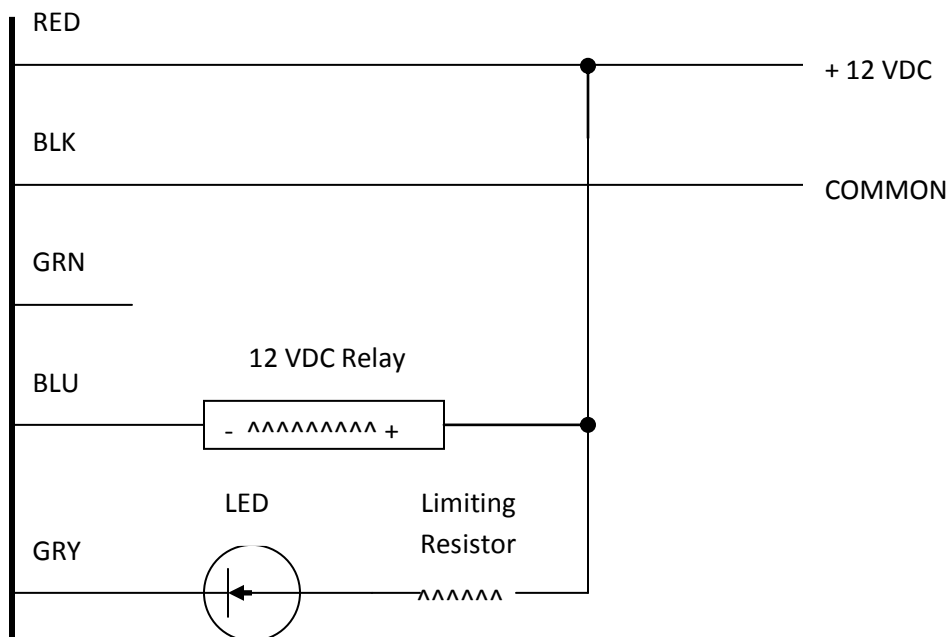 RED
+ 12 VDC
BLK
COMMON
GRN
12 VDC Relay
BLU
- ^^^^^^^^^ +
LED
Limiting
Resistor
GRY
^^^^^^